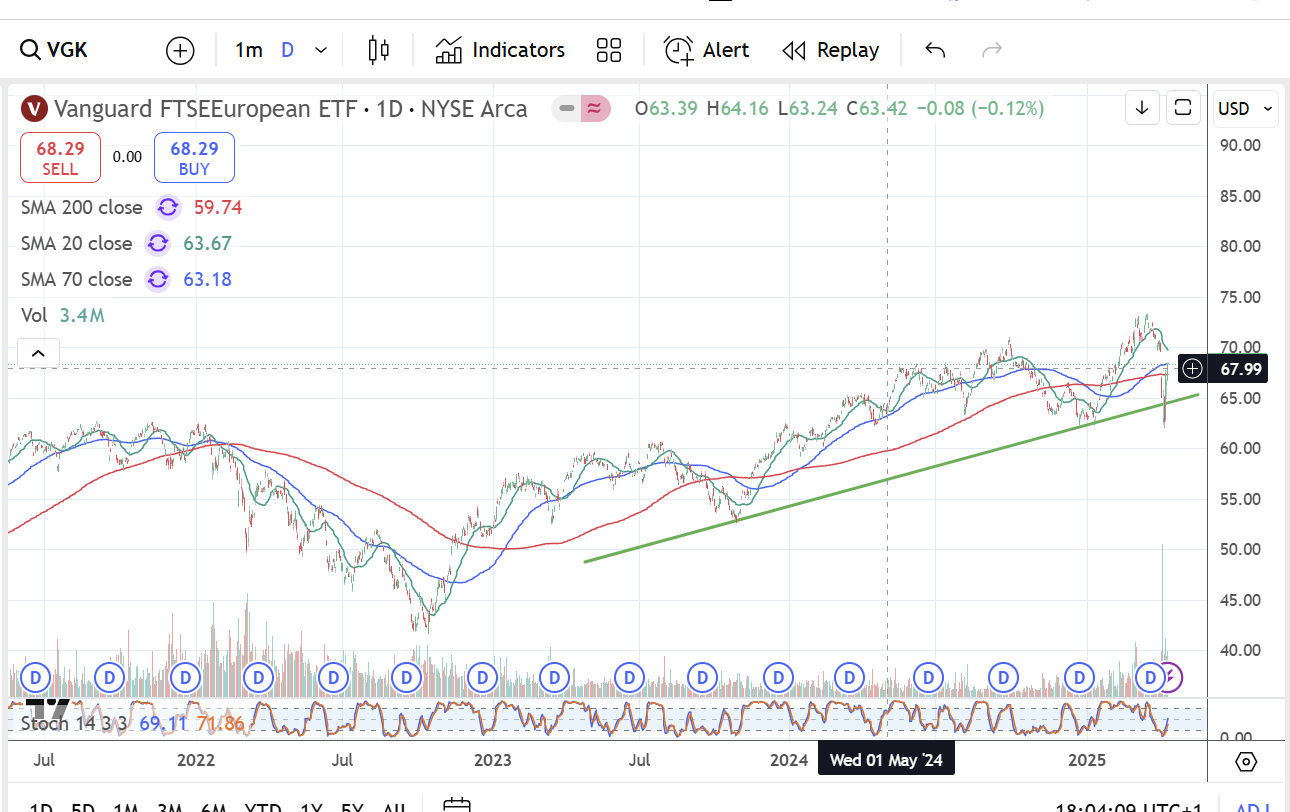 VGK 1m D Indicators Alert Replay
V Vanguard FTSEEuropean ETF · 1D · NYSE Arca O63.39 H64.16 L63.24 C63.42 −0.08 (−0.12%) USD
68.29 SELL 0.00 68.29 BUY
SMA 200 close 59.74
SMA 20 close 63.67
SMA 70 close 63.18
Vol 3.4M
90.00
85.00
80.00
75.00
70.00
67.99
65.00
60.00
55.00
50.00
45.00
40.00
D D D D D D D D D D D D D D D D
Stoch 14 3 3 69.11 71.86
0.00
Jul 2022 Jul 2023 Jul 2024 Wed 01 May '24 2025
1D 5D 1M 3M 6M YTD 1Y 5Y All 18:04:09 UTC+1 ADJ